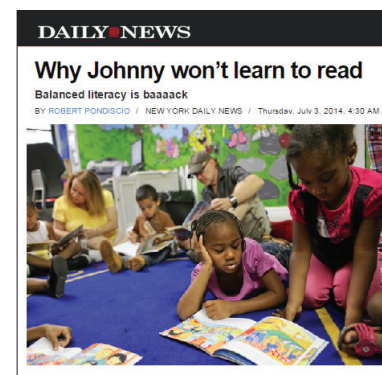 DAILY NEWS
Why Johnny won't learn to read
Balanced literacy is baaaack
BY ROBERT PONDISCIO / NEW YORK DAILY NEWS / Thursday, July 3, 2014, 4:30 AM